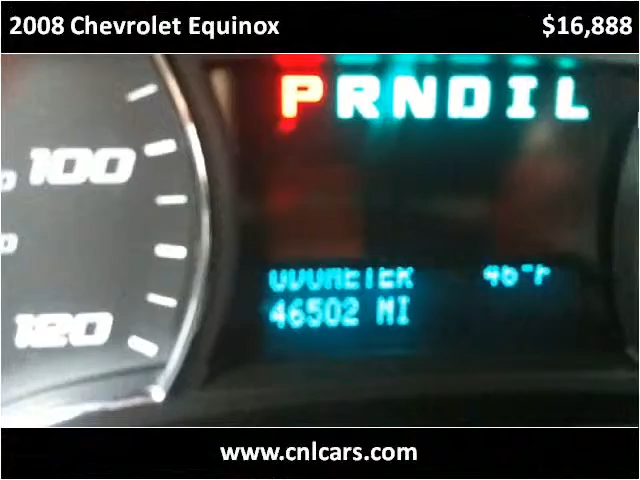 2008 Chevrolet Equinox $16,888
PRNDIL
100
120
ODOMETER 46°F
46502 MI
www.cnlcars.com